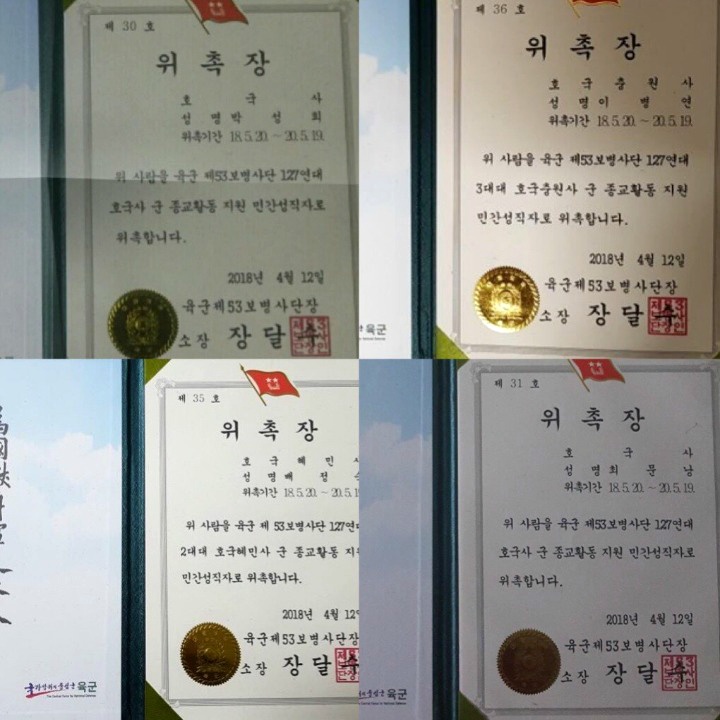 제 30 호
위 촉 장
호 국 사
성 명 박 성 희
위촉기간 18.5.20. ~ 20.5.19.
위 사람을 육군 제53보병사단 127연대
호국사 군 종교활동 지원 민간성직자로
위촉합니다.
2018년 4월 12일
육군제53보병사단장
소장 장 달 수
제 36 호
위 촉 장
호 국 충 원 사
성 명 이 병 연
위촉기간 18.5.20. ~ 20.5.19.
위 사람을 육군 제53보병사단 127연대
3대대 호국충원사 군 종교활동 지원
민간성직자로 위촉합니다.
2018년 4월 12일
육군제53보병사단장
소장 장 달 수
육군
제 35 호
위 촉 장
호 국 혜 민 사
성 명 배 정
위촉기간 18.5.20. ~ 20.5.19.
위 사람을 육군 제 53보병사단 127연대
2대대 호국혜민사 군 종교활동 지원
민간성직자로 위촉합니다.
2018년 4월 12
육군제53보병사단장
소장 장 달 수
육군
제 31 호
위 촉 장
호 국 사
성 명 최 문 낭
위촉기간 18.5.20. ~ 20.5.19.
위 사람을 육군 제53보병사단 127연대
호국사 군 종교활동 지원 민간성직자로
위촉합니다.
2018년 4월 12일
육군제53보병사단장
소장 장 달 수
육군